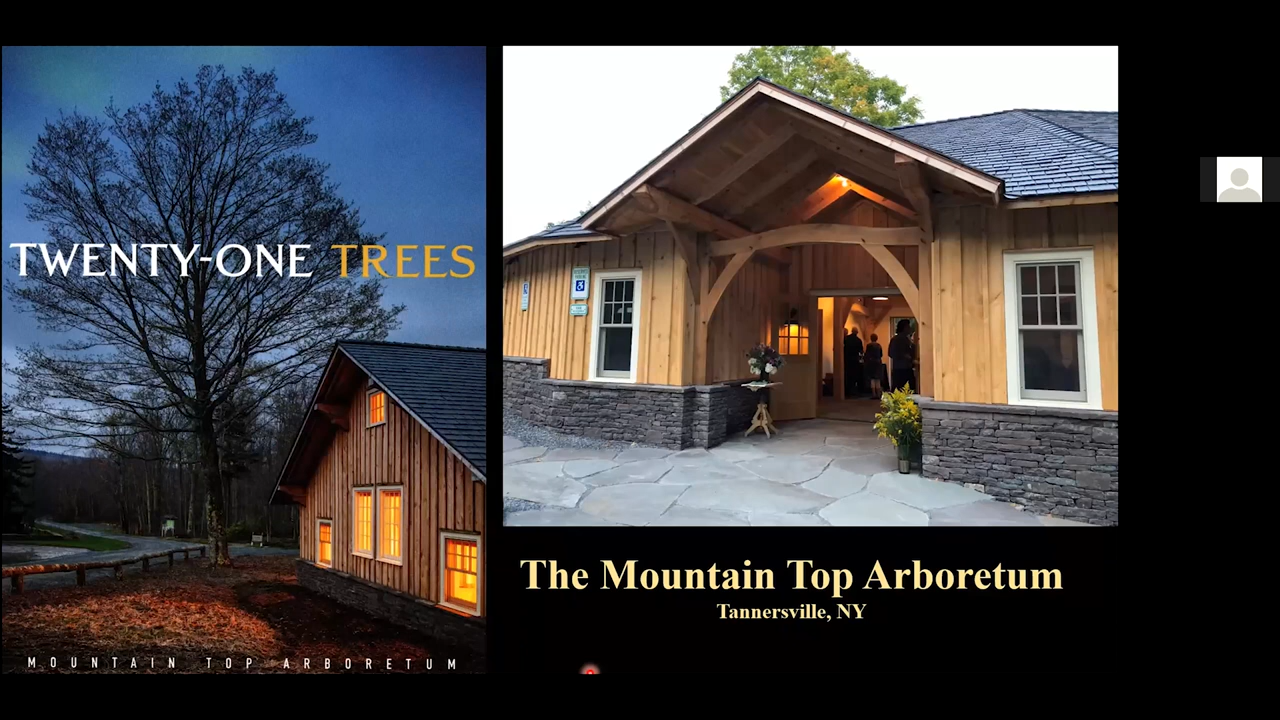 TWENTY-ONE TREES
MOUNTAIN TOP ARBORETUM
The Mountain Top Arboretum
Tannersville, NY